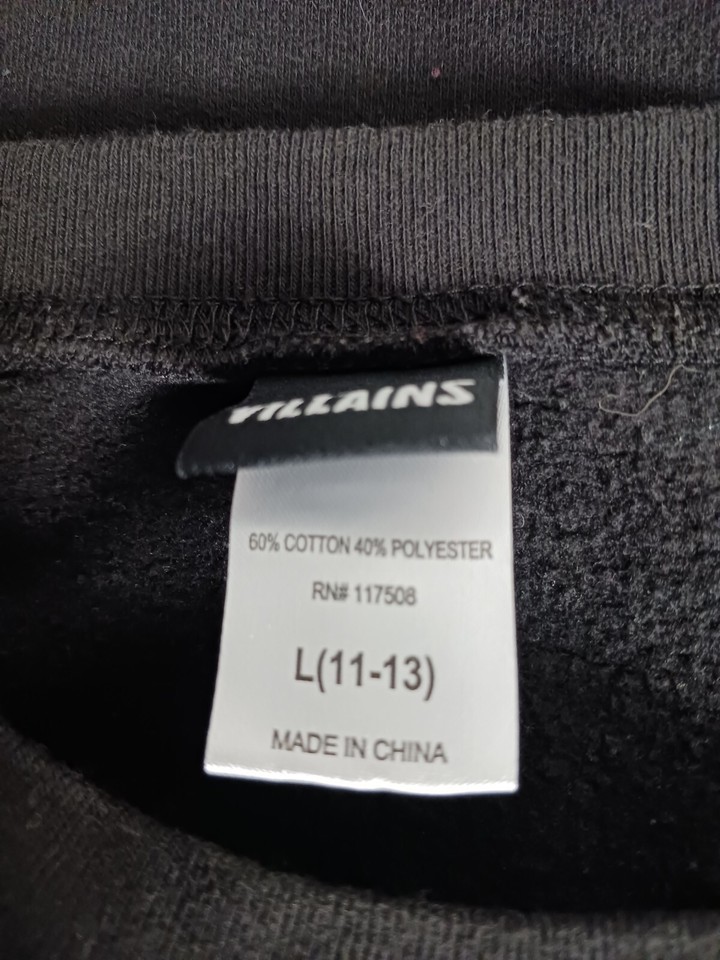 VILLAINS
60% COTTON 40% POLYESTER
RN# 117508
L(11-13)
MADE IN CHINA